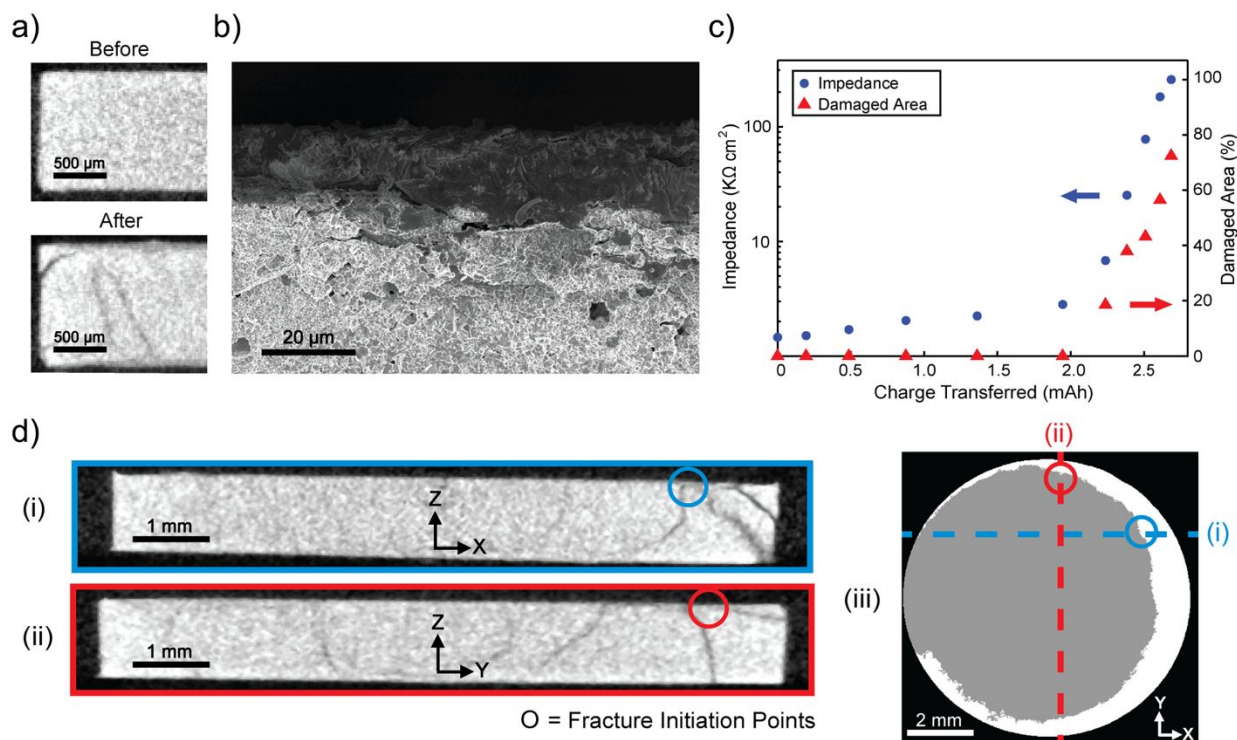 a)
Before
500 µm
After
500 µm
b)
20 µm
c)
Impedance
Damaged Area
Impedance (KΩ cm²)
100
10
100
80
60
40
20
0
Damaged Area (%)
0
0.5
1.0
1.5
2.0
2.5
Charge Transferred (mAh)
d)
(i)
Z
X
1 mm
(ii)
Z
Y
1 mm
O = Fracture Initiation Points
(ii)
(i)
(iii)
2 mm
Y
X